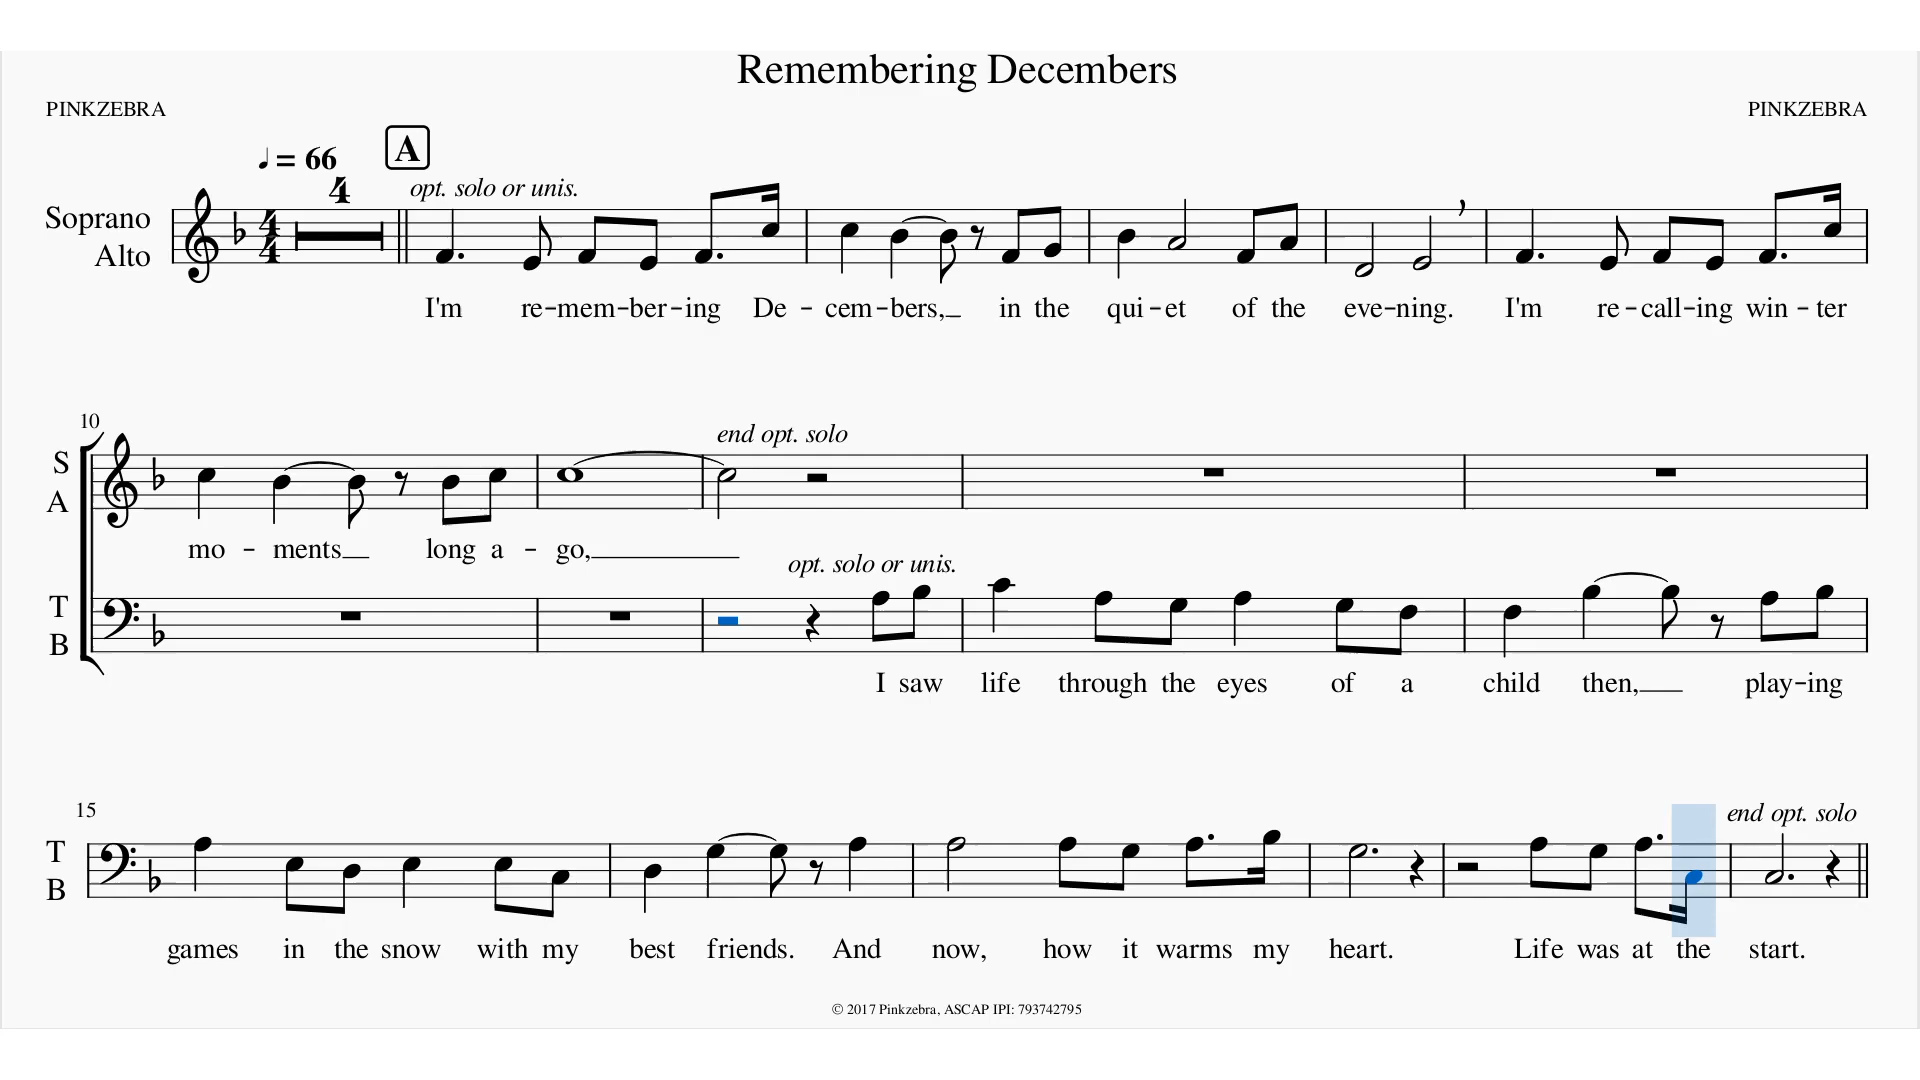 Remembering Decembers
PINKZEBRA PINKZEBRA
♩ = 66 A
4 opt. solo or unis.
Soprano
Alto
4
4
I'm re-mem-ber-ing De-cem-bers, in the qui-et of the eve-ning. I'm re-call-ing win-ter
10
end opt. solo
S
A
mo-ments long a-go,
opt. solo or unis.
T
B
I saw life through the eyes of a child then, play-ing
15
end opt. solo
T
B
games in the snow with my best friends. And now, how it warms my heart. Life was at the start.
© 2017 Pinkzebra, ASCAP IPI: 793742795